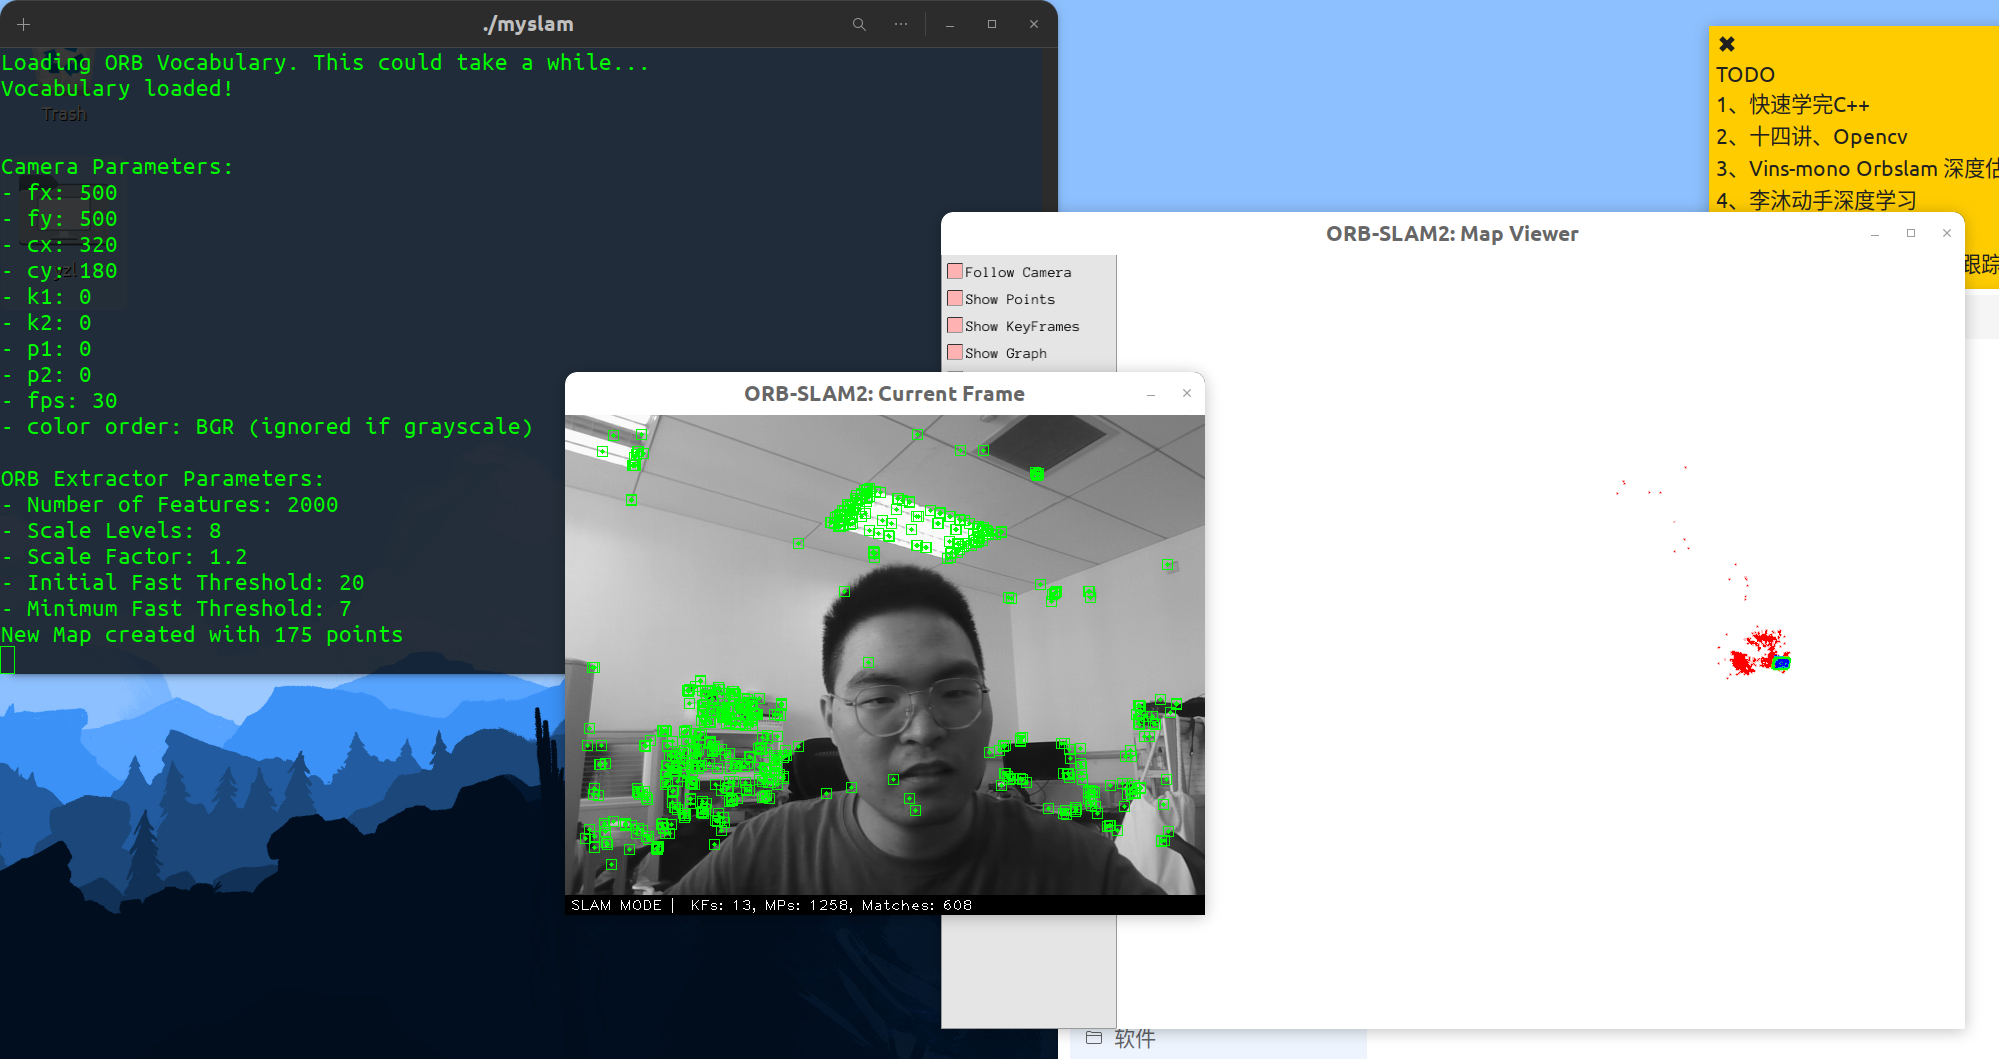 ./myslam
Loading ORB Vocabulary. This could take a while...
Vocabulary loaded!
Trash
Camera Parameters:
- fx: 500
- fy: 500
- cx: 320
- cy: 180
- k1: 0
- k2: 0
- p1: 0
- p2: 0
- fps: 30
- color order: BGR (ignored if grayscale)
ORB Extractor Parameters:
- Number of Features: 2000
- Scale Levels: 8
- Scale Factor: 1.2
- Initial Fast Threshold: 20
- Minimum Fast Threshold: 7
New Map created with 175 points
TODO
1、快速学完C++
2、十四讲、Opencv
3、Vins-mono Orbslam 深度估
4、李沐动手深度学习
跟踪
ORB-SLAM2: Map Viewer
Follow Camera
Show Points
Show KeyFrames
Show Graph
ORB-SLAM2: Current Frame
SLAM MODE | KFs: 13, MPs: 1258, Matches: 608
软件